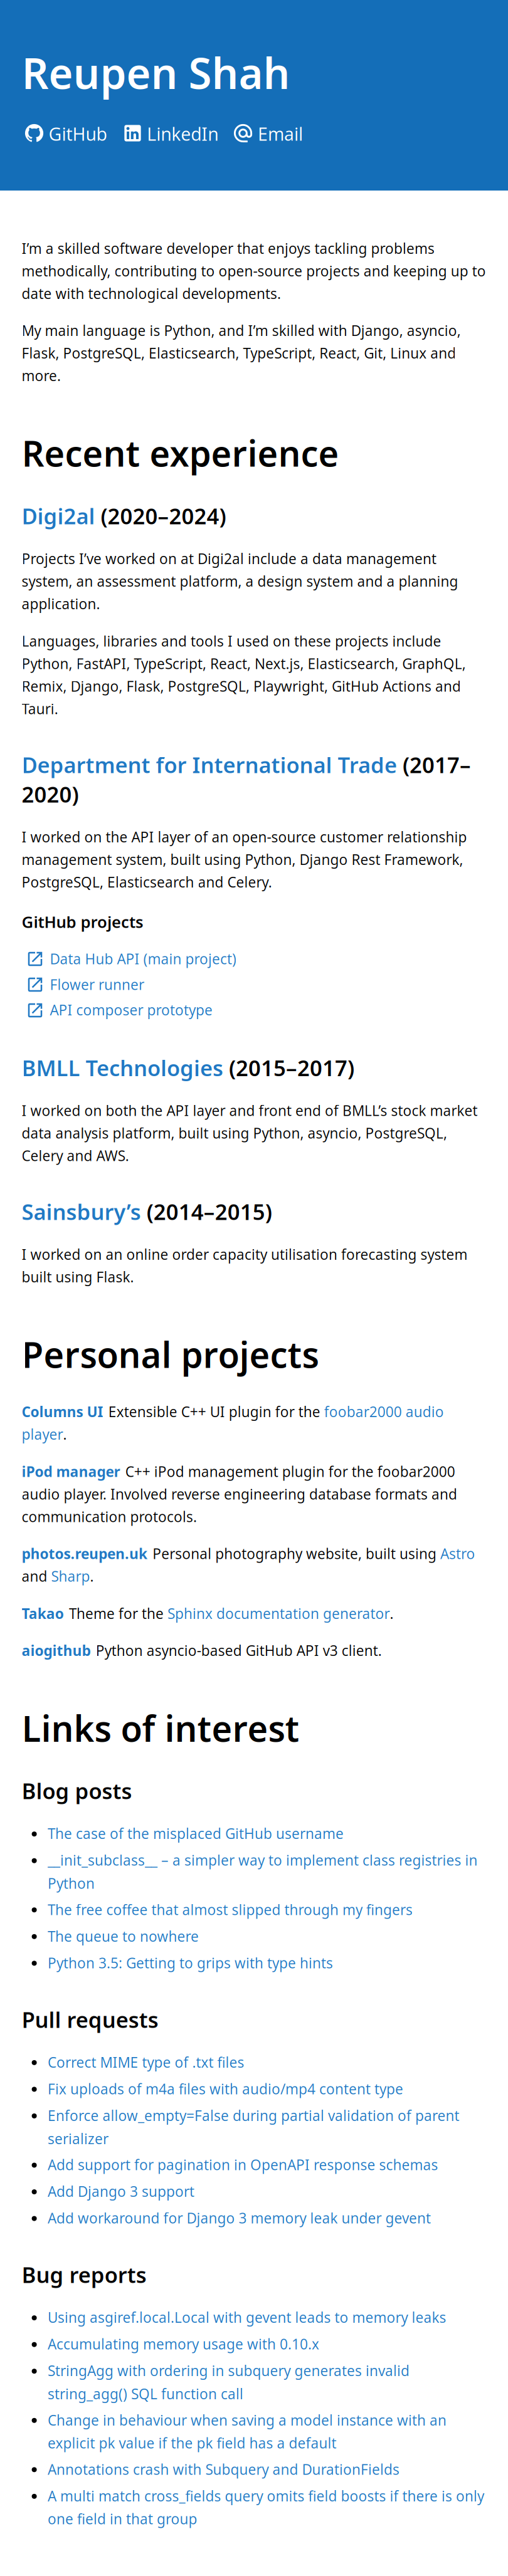 Reupen Shah
GitHub LinkedIn Email
I’m a skilled software developer that enjoys tackling problems
methodically, contributing to open-source projects and keeping up to
date with technological developments.
My main language is Python, and I’m skilled with Django, asyncio,
Flask, PostgreSQL, Elasticsearch, TypeScript, React, Git, Linux and
more.
Recent experience
Digi2al (2020–2024)
Projects I’ve worked on at Digi2al include a data management
system, an assessment platform, a design system and a planning
application.
Languages, libraries and tools I used on these projects include
Python, FastAPI, TypeScript, React, Next.js, Elasticsearch, GraphQL,
Remix, Django, Flask, PostgreSQL, Playwright, GitHub Actions and
Tauri.
Department for International Trade (2017–
2020)
I worked on the API layer of an open-source customer relationship
management system, built using Python, Django Rest Framework,
PostgreSQL, Elasticsearch and Celery.
GitHub projects
Data Hub API (main project)
Flower runner
API composer prototype
BMLL Technologies (2015–2017)
I worked on both the API layer and front end of BMLL’s stock market
data analysis platform, built using Python, asyncio, PostgreSQL,
Celery and AWS.
Sainsbury’s (2014–2015)
I worked on an online order capacity utilisation forecasting system
built using Flask.
Personal projects
Columns UI Extensible C++ UI plugin for the foobar2000 audio
player.
iPod manager C++ iPod management plugin for the foobar2000
audio player. Involved reverse engineering database formats and
communication protocols.
photos.reupen.uk Personal photography website, built using Astro
and Sharp.
Takao Theme for the Sphinx documentation generator.
aiogithub Python asyncio-based GitHub API v3 client.
Links of interest
Blog posts
• The case of the misplaced GitHub username
• __init_subclass__ – a simpler way to implement class registries in
Python
• The free coffee that almost slipped through my fingers
• The queue to nowhere
• Python 3.5: Getting to grips with type hints
Pull requests
• Correct MIME type of .txt files
• Fix uploads of m4a files with audio/mp4 content type
• Enforce allow_empty=False during partial validation of parent
serializer
• Add support for pagination in OpenAPI response schemas
• Add Django 3 support
• Add workaround for Django 3 memory leak under gevent
Bug reports
• Using asgiref.local.Local with gevent leads to memory leaks
• Accumulating memory usage with 0.10.x
• StringAgg with ordering in subquery generates invalid
string_agg() SQL function call
• Change in behaviour when saving a model instance with an
explicit pk value if the pk field has a default
• Annotations crash with Subquery and DurationFields
• A multi match cross_fields query omits field boosts if there is only
one field in that group